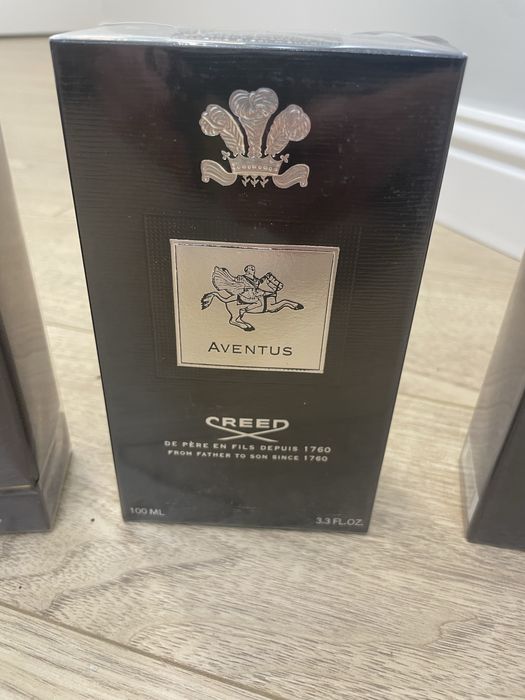 AVENTUS
CREED
DE PÈRE EN FILS DEPUIS 1760
FROM FATHER TO SON SINCE 1760
100 ML
3.3 FL.OZ.